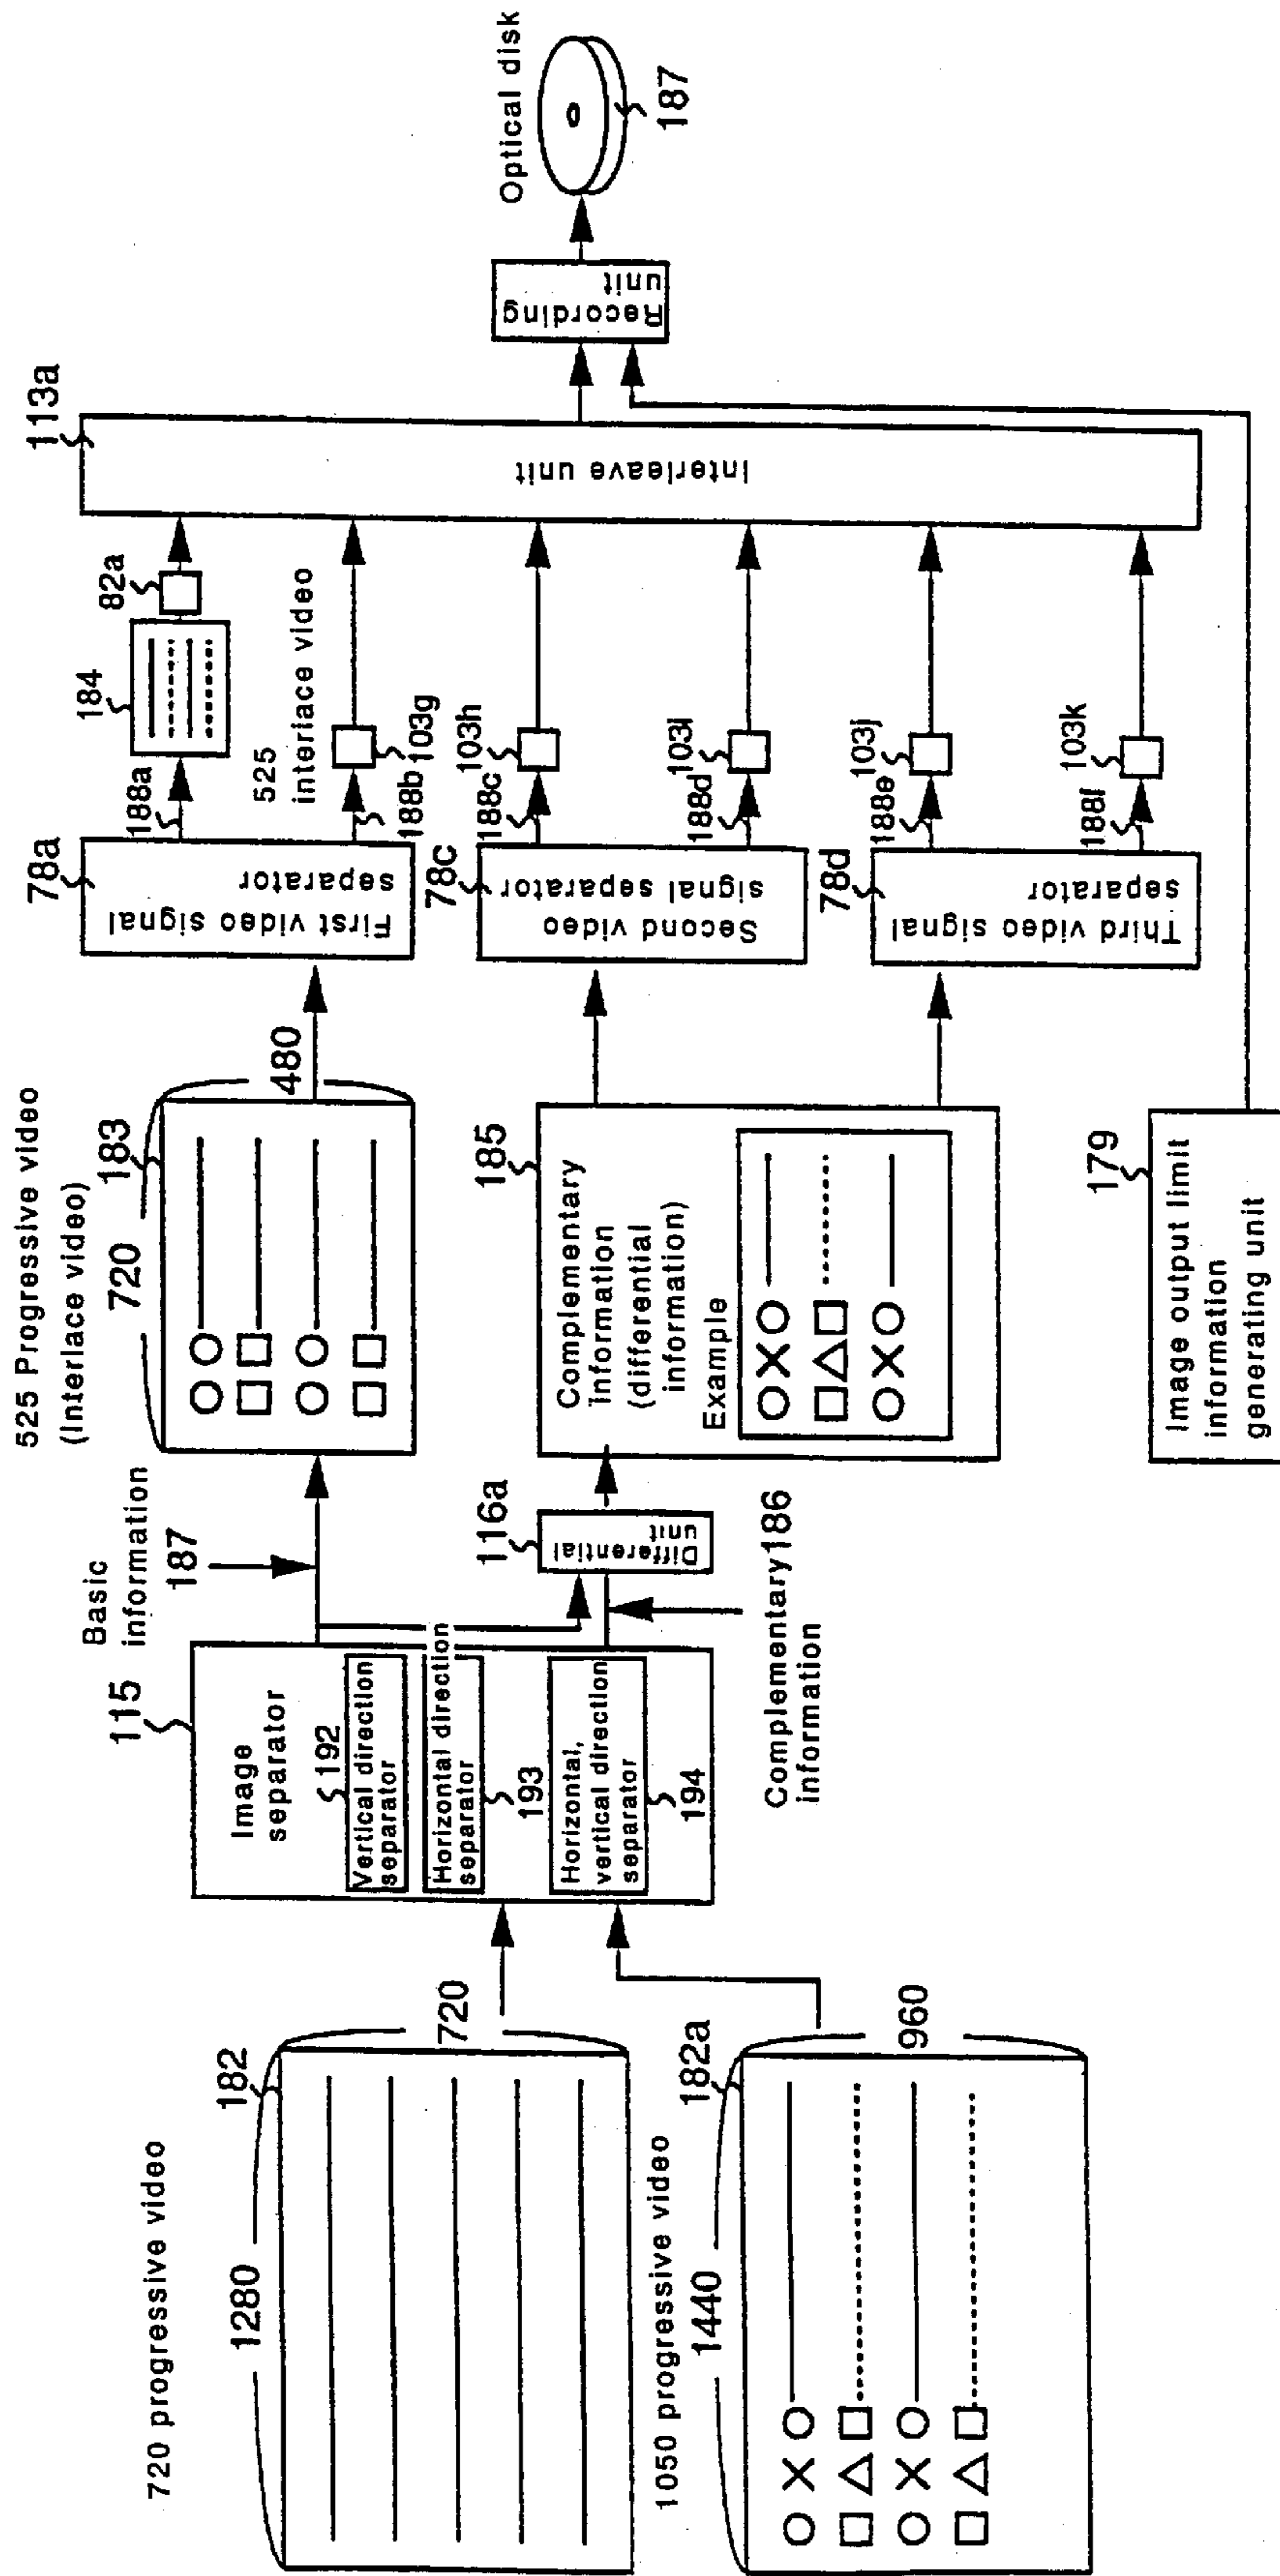 720 progressive video
1280
182
720
1050 progressive video
1440
182a
960
115
Image
separator
192
Vertical direction
separator
Horizontal direction
separator
193
Horizontal,
vertical direction
separator
194
Basic
information
187
116a
Differential
unit
Complementary186
information
525 Progressive video
(Interlace video)
720
183
480
185
Complementary
information
(differential
information)
Example
179
Image output limit
information
generating unit
78a
First video signal
separator
78c
Second video
signal separator
78d
Third video signal
separator
188a
184
82a
525
interlace video
188b
103g
188c
103h
188d
103i
188e
103j
188f
103k
113a
Interleave unit
Recording
unit
Optical disk
187